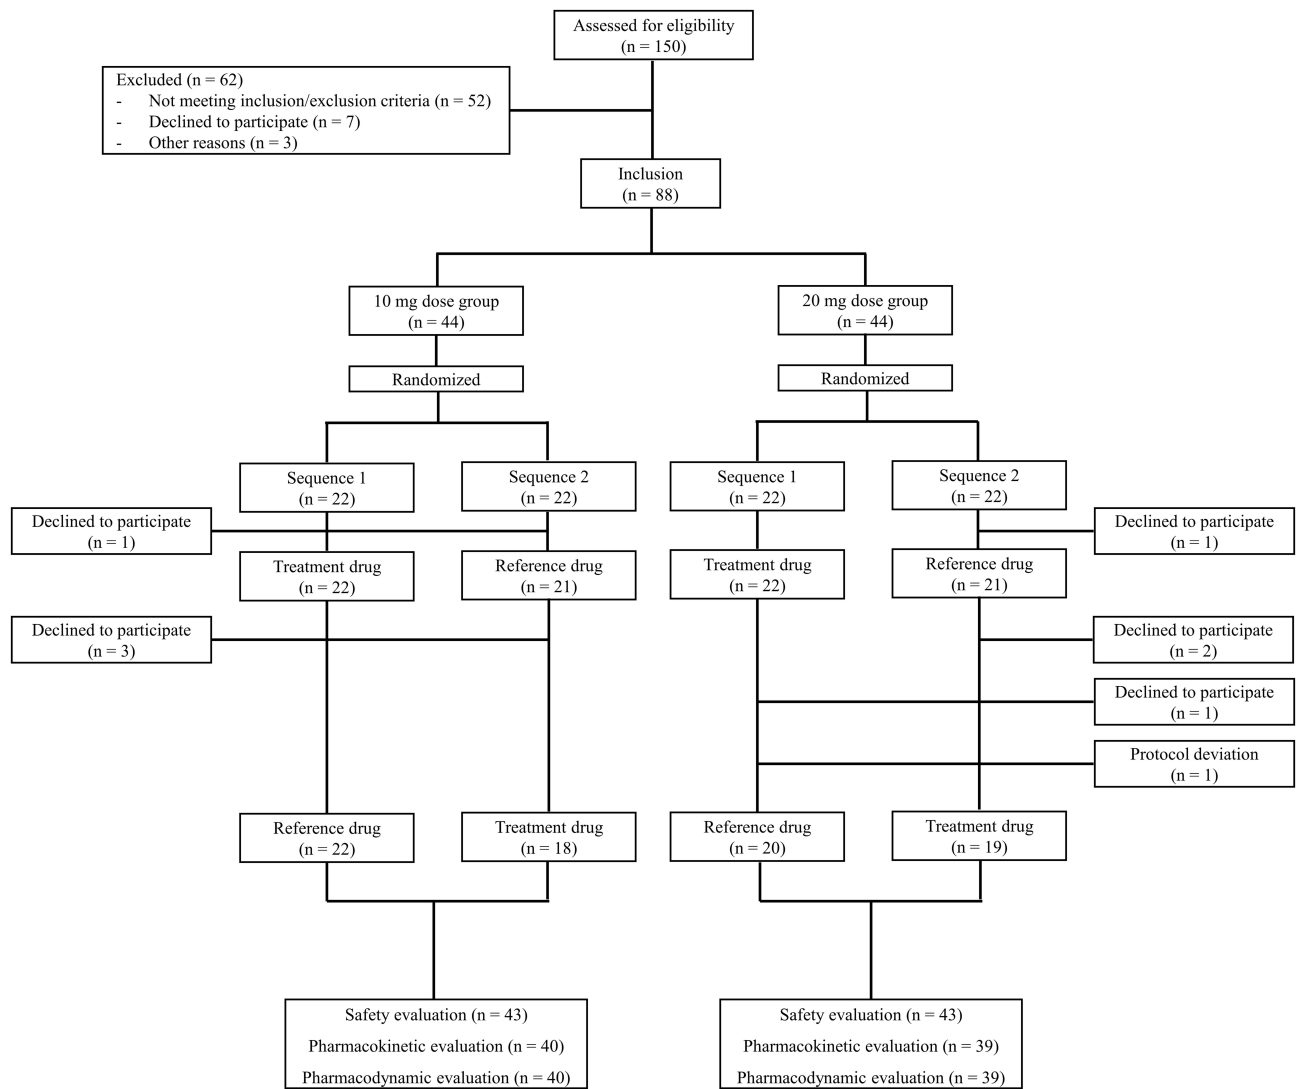 Assessed for eligibility
(n = 150)
Excluded (n = 62)
- Not meeting inclusion/exclusion criteria (n = 52)
- Declined to participate (n = 7)
- Other reasons (n = 3)
Inclusion
(n = 88)
10 mg dose group
(n = 44)
20 mg dose group
(n = 44)
Randomized
Randomized
Sequence 1
(n = 22)
Sequence 2
(n = 22)
Sequence 1
(n = 22)
Sequence 2
(n = 22)
Declined to participate
(n = 1)
Declined to participate
(n = 1)
Treatment drug
(n = 22)
Reference drug
(n = 21)
Treatment drug
(n = 22)
Reference drug
(n = 21)
Declined to participate
(n = 3)
Declined to participate
(n = 2)
Declined to participate
(n = 1)
Protocol deviation
(n = 1)
Reference drug
(n = 22)
Treatment drug
(n = 18)
Reference drug
(n = 20)
Treatment drug
(n = 19)
Safety evaluation (n = 43)
Pharmacokinetic evaluation (n = 40)
Pharmacodynamic evaluation (n = 40)
Safety evaluation (n = 43)
Pharmacokinetic evaluation (n = 39)
Pharmacodynamic evaluation (n = 39)